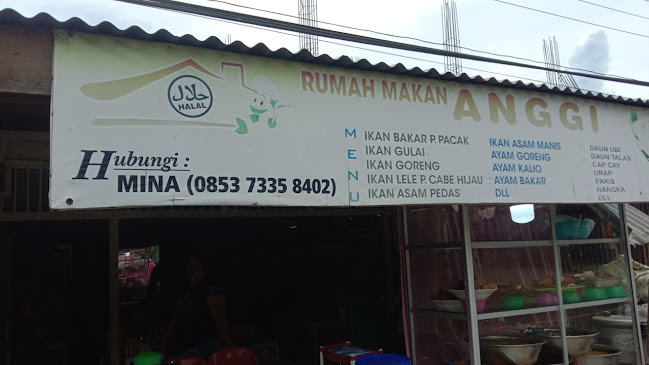 RUMAH MAKAN ANGGI
حلال
HALAL
Hubungi :
MINA (0853 7335 8402)
MENU
IKAN BAKAR P. PACAK
IKAN GULAI
IKAN GORENG
IKAN LELE P. CABE HIJAU
IKAN ASAM PEDAS
IKAN ASAM MANIS
AYAM GORENG
AYAM KALIO
AYAM BAKAR
DLL
DAUN UBI
DAUN TALAS
CAP CAY
URAP
PAKIS
NANGKA
DLL